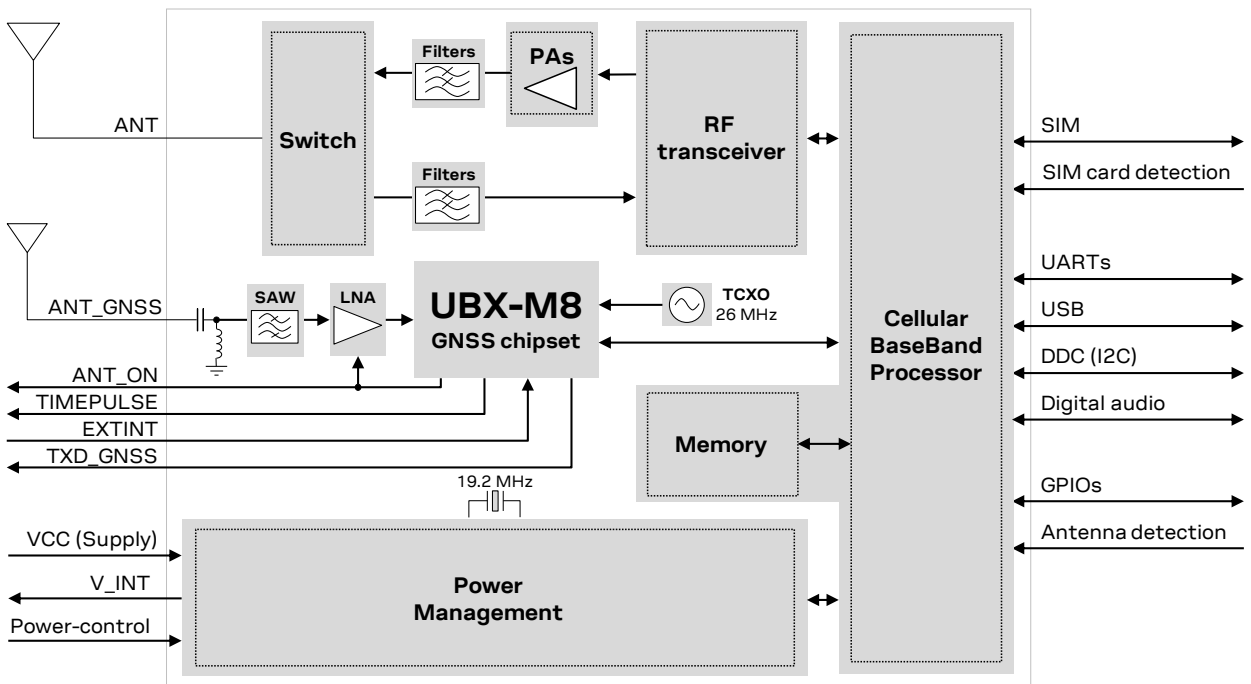 Filters
PAs
ANT
Switch
RF
transceiver
Filters
SIM
SIM card detection
ANT_GNSS
SAW
LNA
UBX-M8
GNSS chipset
TCXO
26 MHz
Cellular
BaseBand
Processor
UARTs
USB
DDC (I2C)
Digital audio
ANT_ON
TIMEPULSE
EXTINT
TXD_GNSS
Memory
19.2 MHz
GPIOs
Antenna detection
VCC (Supply)
V_INT
Power-control
Power
Management